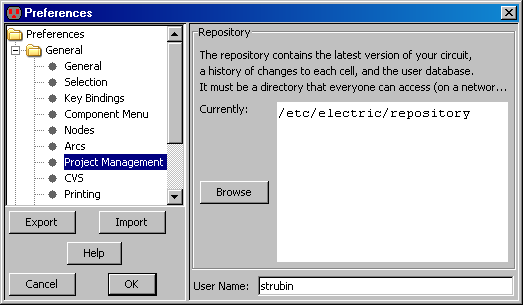 Preferences
Preferences
General
General
Selection
Key Bindings
Component Menu
Nodes
Arcs
Project Management
CVS
Printing
Export
Import
Help
Cancel
OK
Repository
The repository contains the latest version of your circuit,
a history of changes to each cell, and the user database.
It must be a directory that everyone can access (on a networ...
Currently:
/etc/electric/repository
Browse
User Name:
strubin